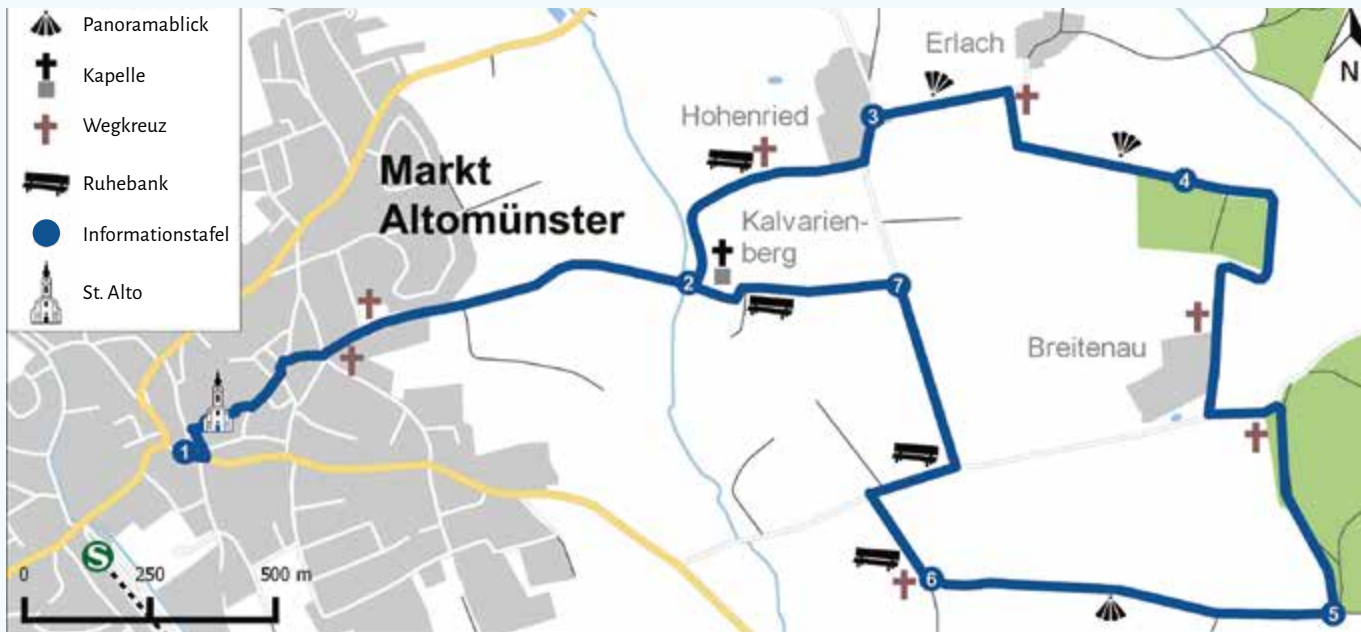 Panoramablick
Kapelle
Wegkreuz
Ruhebank
Informationstafel
St. Alto
Markt
Altomünster
Erlach
N
Hohenried
3
4
Kalvarien-
berg
2
7
Breitenau
1
S
0 250 500 m
6
5